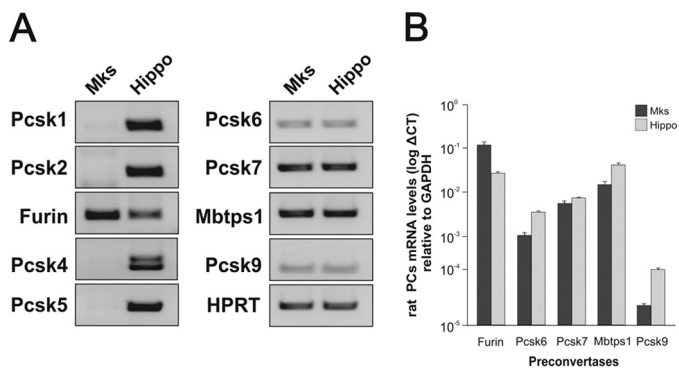 A
Mks Hippo
Pcsk1
Pcsk2
Furin
Pcsk4
Pcsk5
Mks Hippo
Pcsk6
Pcsk7
Mbtps1
Pcsk9
HPRT
B
rat PCs mRNA levels (log ΔCT)
relative to GAPDH
10⁰
10⁻¹
10⁻²
10⁻³
10⁻⁴
10⁻⁵
Mks
Hippo
Furin Pcsk6 Pcsk7 Mbtps1 Pcsk9
Preconvertases